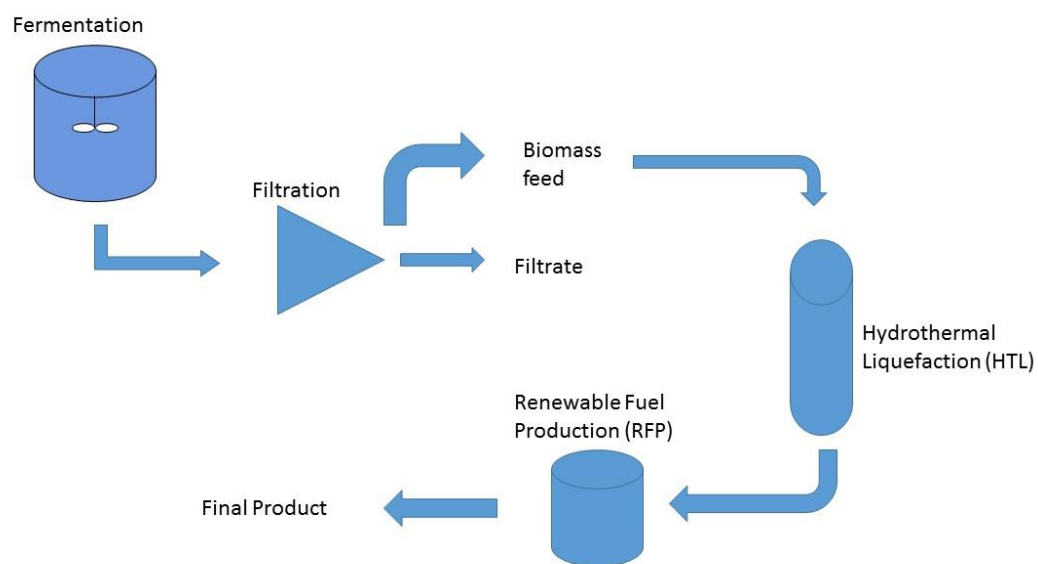 Fermentation
Biomass
feed
Filtration
Filtrate
Hydrothermal
Liquefaction (HTL)
Renewable Fuel
Production (RFP)
Final Product